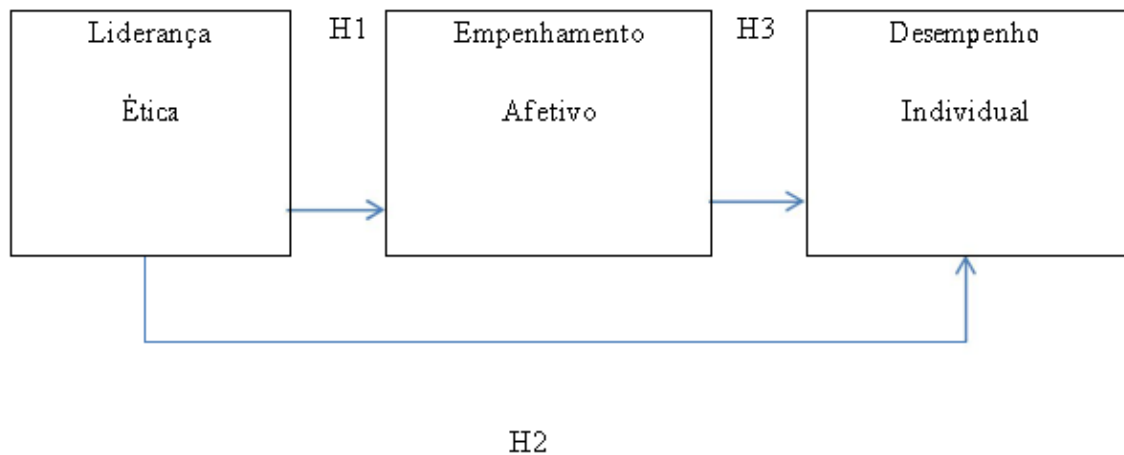 Liderança
Ética
H1
Empenhamento
Afetivo
H3
Desempenho
Individual
H2